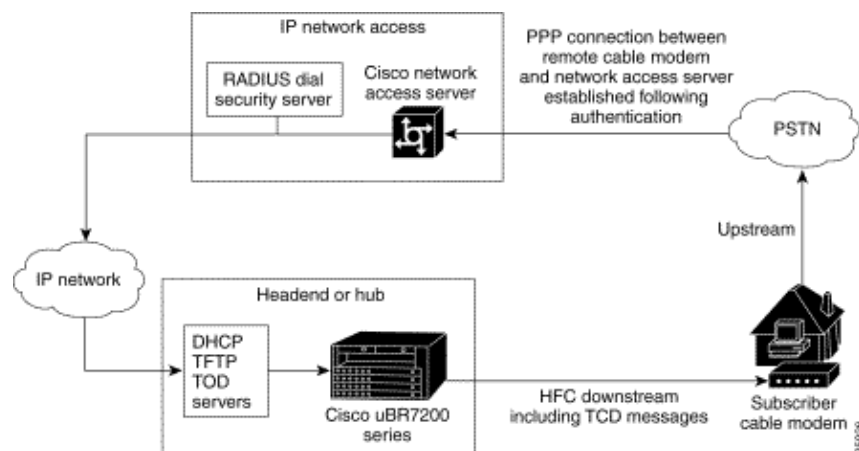 IP network access
RADIUS dial
security server
Cisco network
access server
PPP connection between
remote cable modem
and network access server
established following
authentication
PSTN
Upstream
IP network
Headend or hub
DHCP
TFTP
TOD
servers
Cisco uBR7200
series
HFC downstream
including TCD messages
Subscriber
cable modem